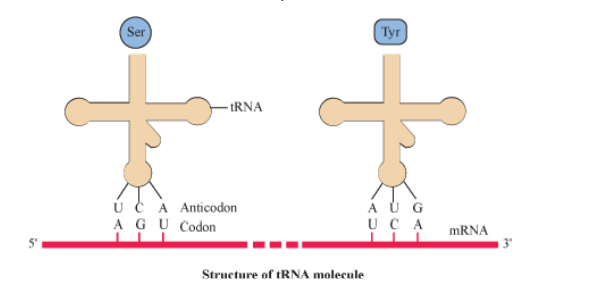 Ser
Tyr
tRNA
U C A Anticodon
A U G
A G U Codon
U C A
mRNA
5'
3'
Structure of tRNA molecule